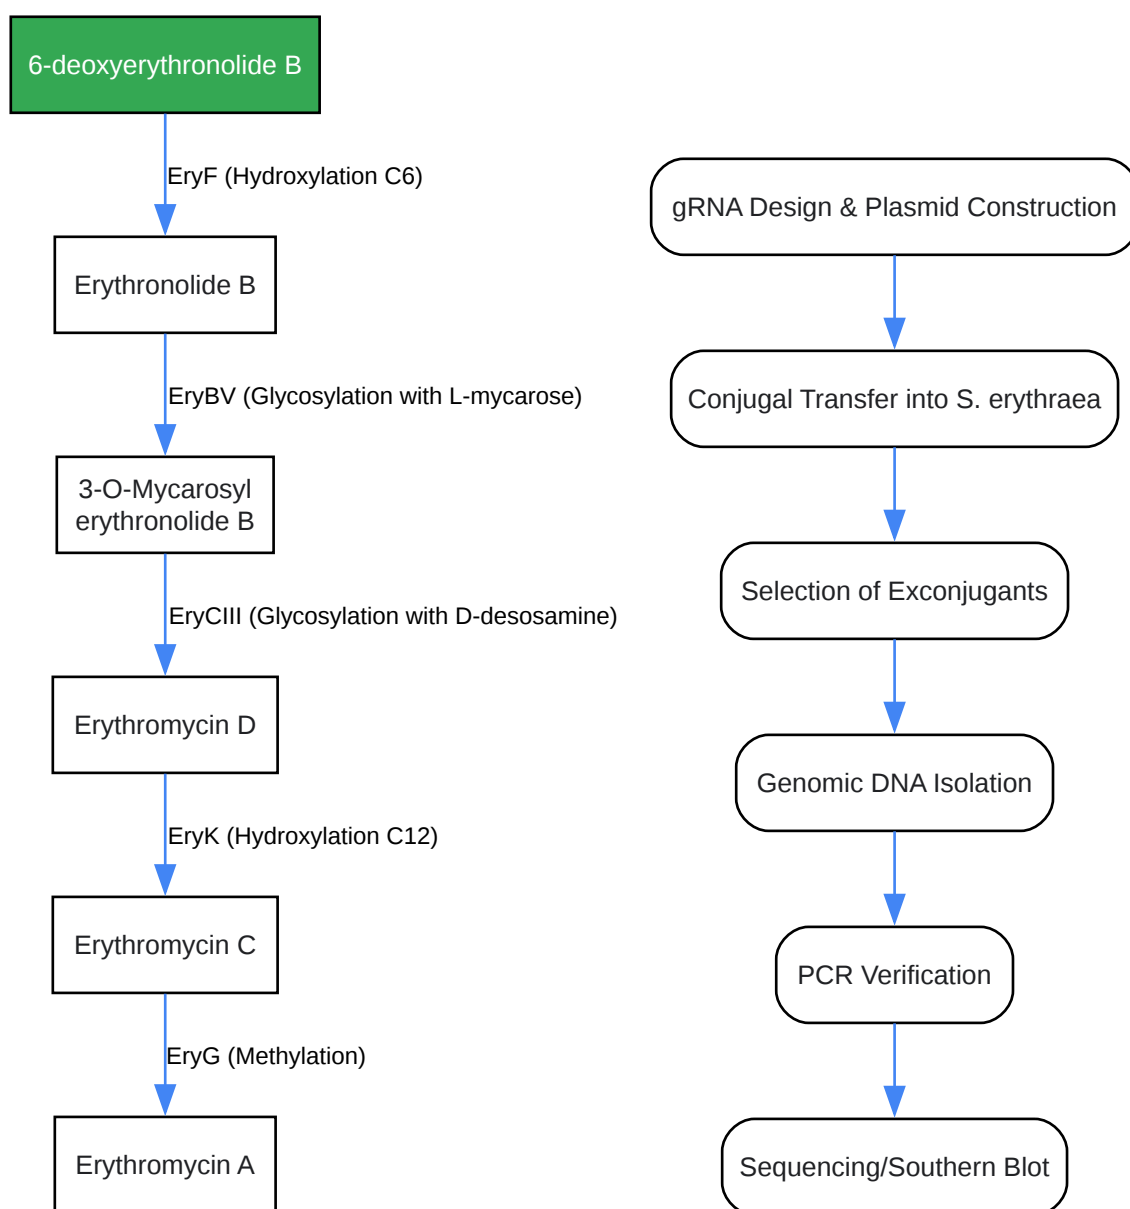 6-deoxyerythronolide B
EryF (Hydroxylation C6)
Erythronolide B
EryBV (Glycosylation with L-mycarose)
3-O-Mycarosyl
erythronolide B
EryCIII (Glycosylation with D-desosamine)
Erythromycin D
EryK (Hydroxylation C12)
Erythromycin C
EryG (Methylation)
Erythromycin A
gRNA Design & Plasmid Construction
Conjugal Transfer into S. erythraea
Selection of Exconjugants
Genomic DNA Isolation
PCR Verification
Sequencing/Southern Blot